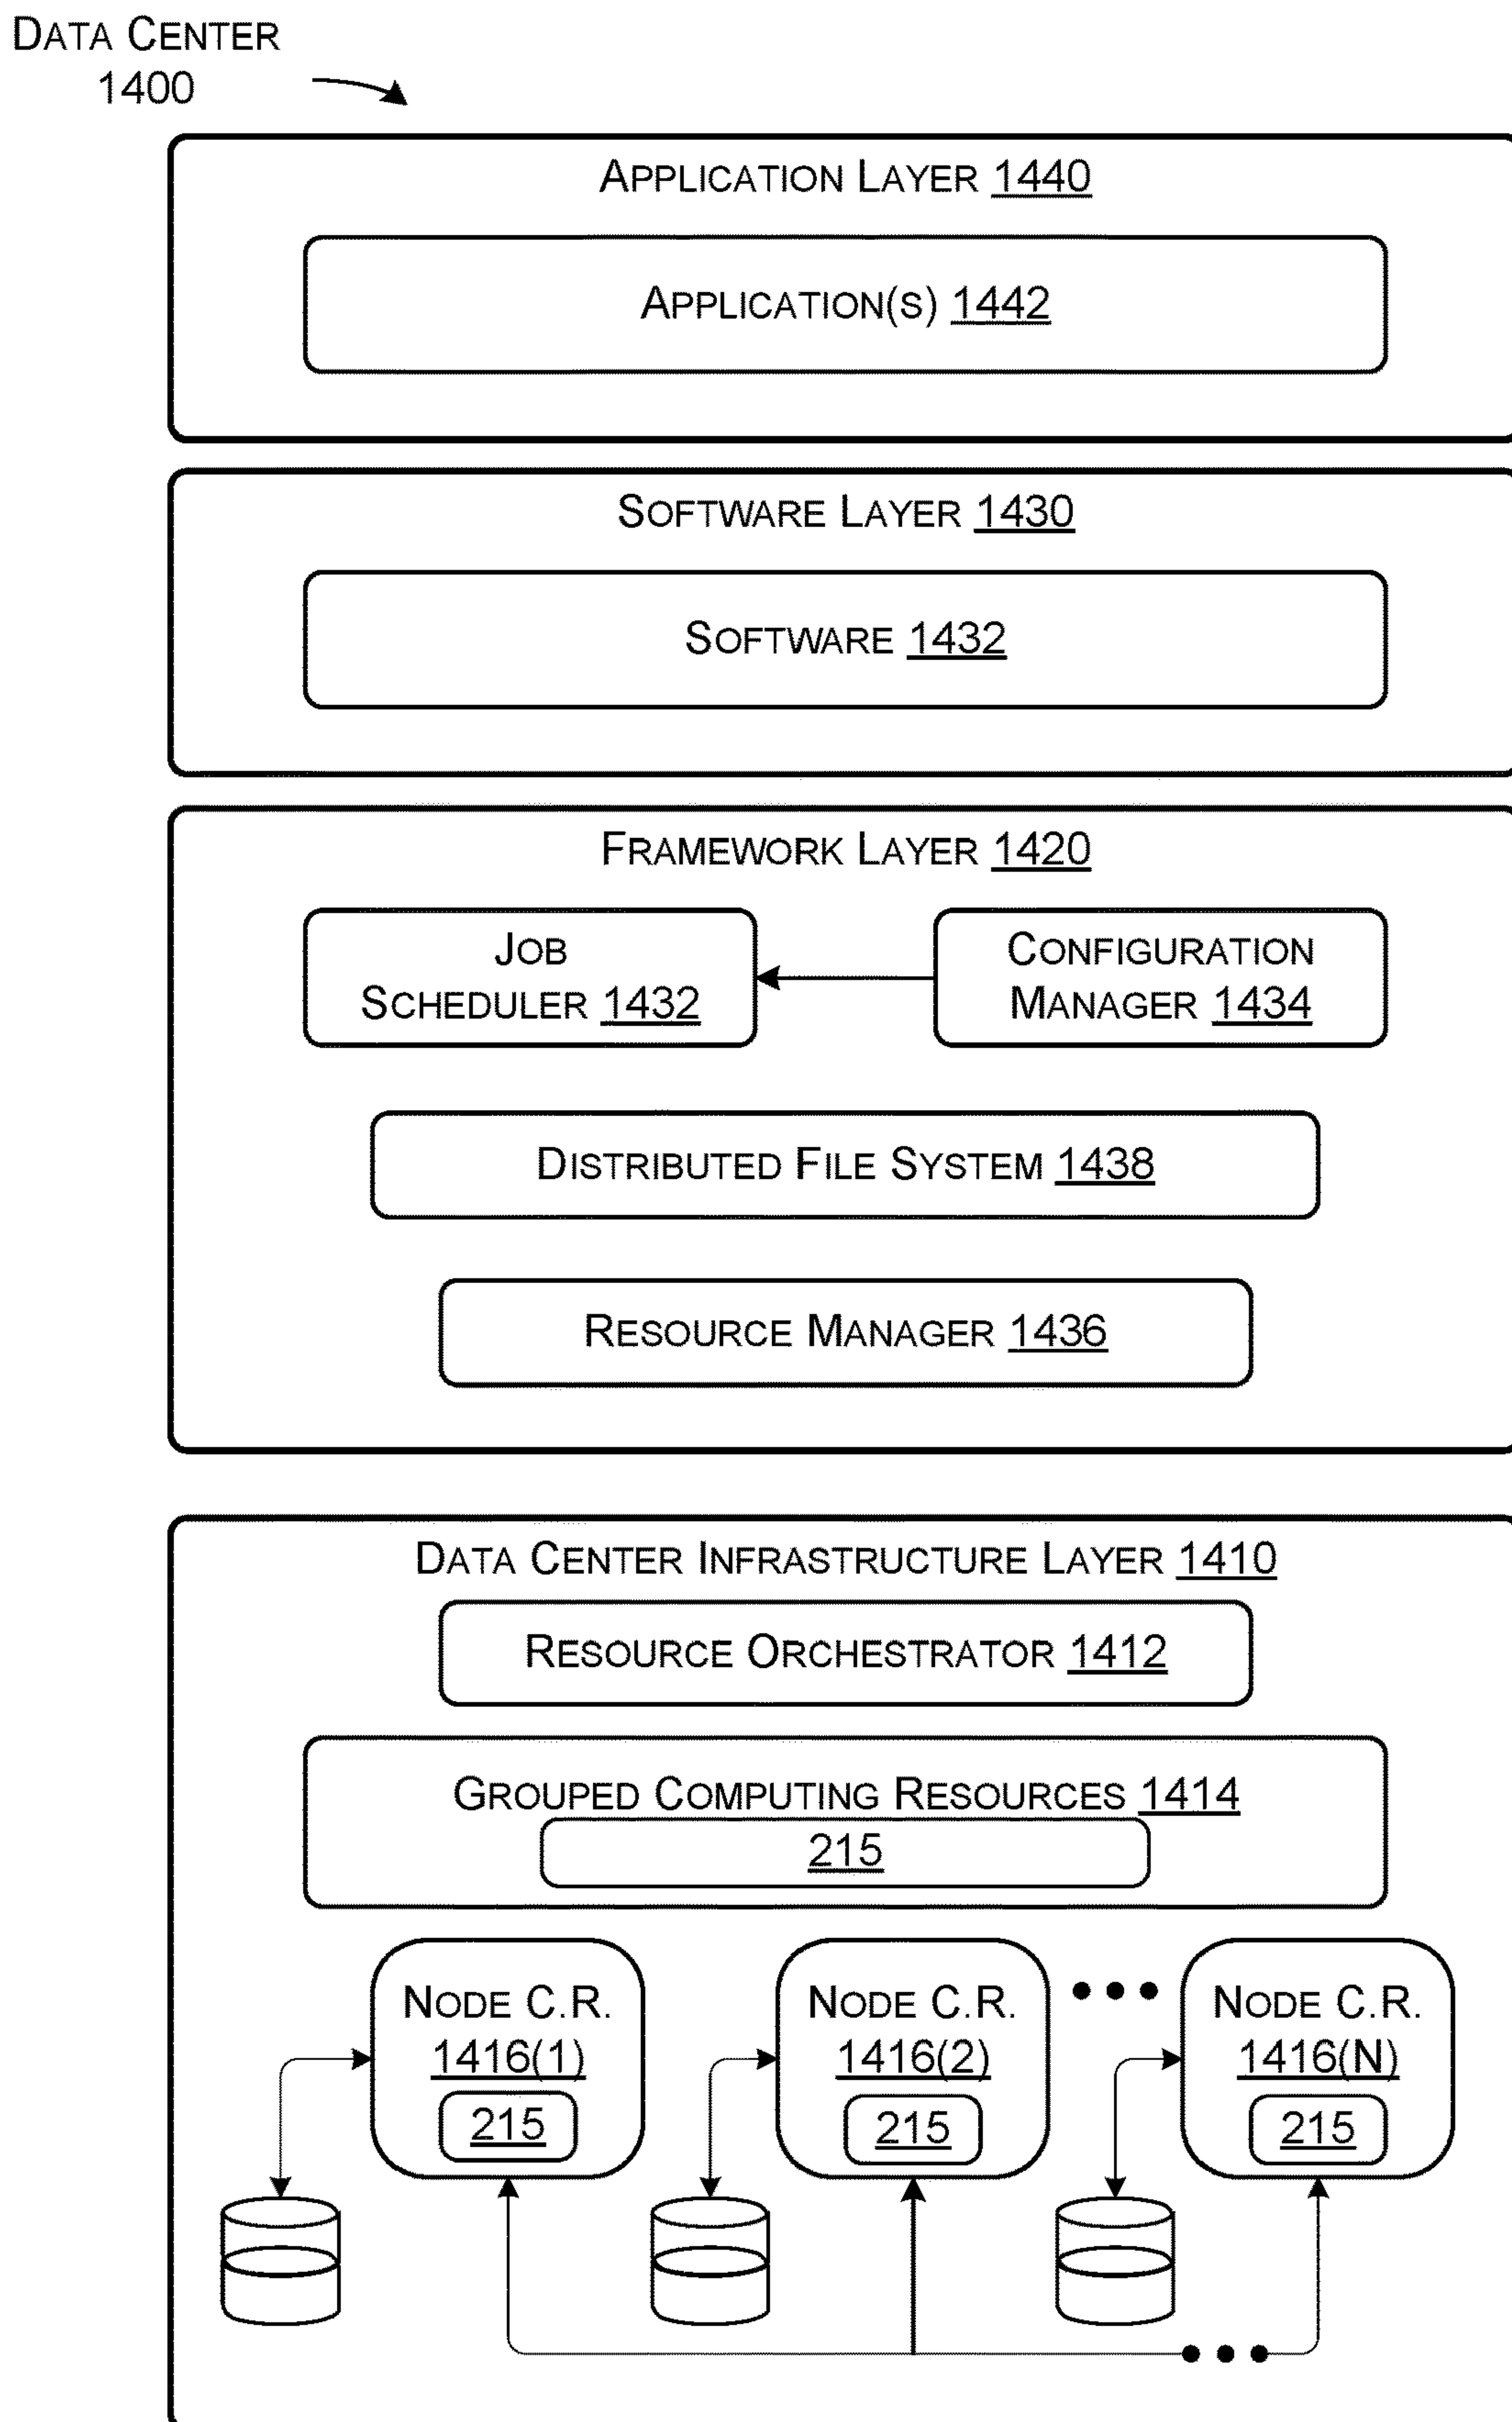 DATA CENTER
1400
APPLICATION LAYER 1440
APPLICATION(S) 1442
SOFTWARE LAYER 1430
SOFTWARE 1432
FRAMEWORK LAYER 1420
JOB
SCHEDULER 1432
CONFIGURATION
MANAGER 1434
DISTRIBUTED FILE SYSTEM 1438
RESOURCE MANAGER 1436
DATA CENTER INFRASTRUCTURE LAYER 1410
RESOURCE ORCHESTRATOR 1412
GROUPED COMPUTING RESOURCES 1414
215
NODE C.R.
1416(1)
215
NODE C.R.
1416(2)
215
NODE C.R.
1416(N)
215